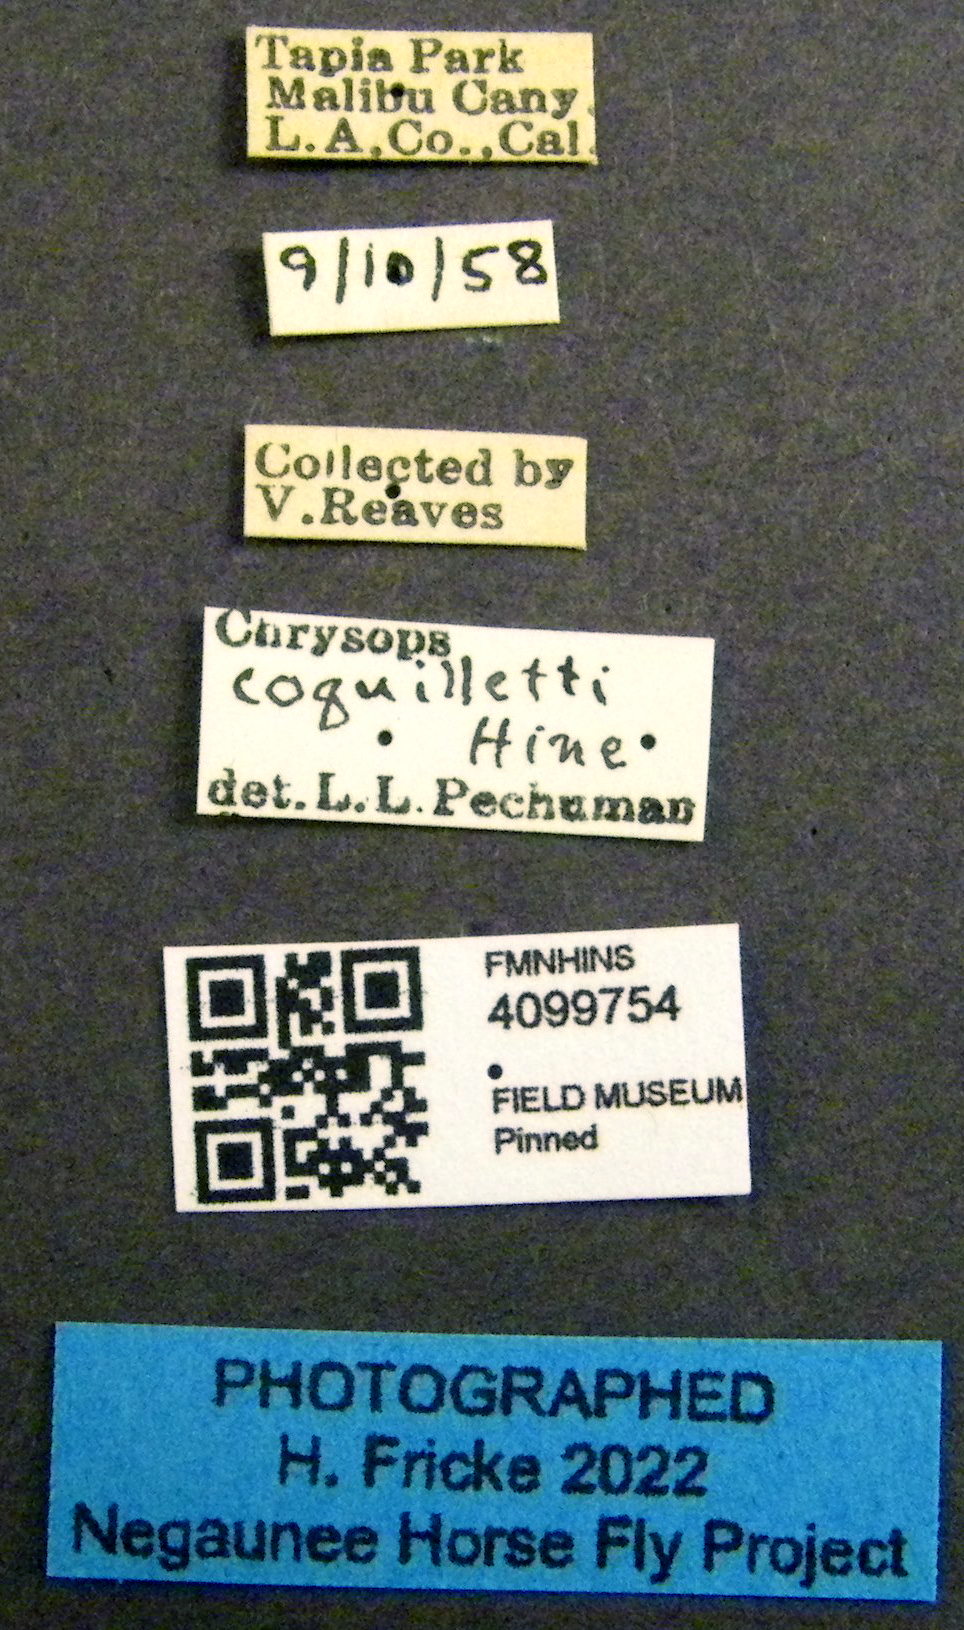 Tapia Park
Malibu Cany.
L.A.Co.,Cal.
9/10/58
Collected by
V.Reaves
Chrysops
coquilletti
Hine
det. L. L. Pechuman
FMNHINS
4099754
FIELD MUSEUM
Pinned
PHOTOGRAPHED
H. Fricke 2022
Negaunee Horse Fly Project